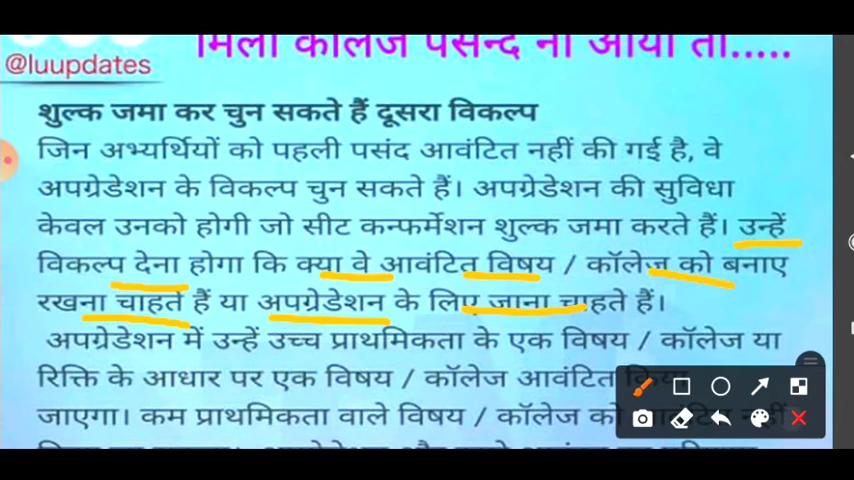 मिला कॉलेज पसन्द ना आया तो.....
@luupdates
शुल्क जमा कर चुन सकते हैं दूसरा विकल्प
जिन अभ्यर्थियों को पहली पसंद आवंटित नहीं की गई है, वे
अपग्रेडेशन के विकल्प चुन सकते हैं। अपग्रेडेशन की सुविधा
केवल उनको होगी जो सीट कन्फर्मेशन शुल्क जमा करते हैं। उन्हें
विकल्प देना होगा कि क्या वे आवंटित विषय / कॉलेज को बनाए
रखना चाहते हैं या अपग्रेडेशन के लिए जाना चाहते हैं।
अपग्रेडेशन में उन्हें उच्च प्राथमिकता के एक विषय / कॉलेज या
रिक्ति के आधार पर एक विषय / कॉलेज आवंटित किया
जाएगा। कम प्राथमिकता वाले विषय / कॉलेज को आवंटित नहीं